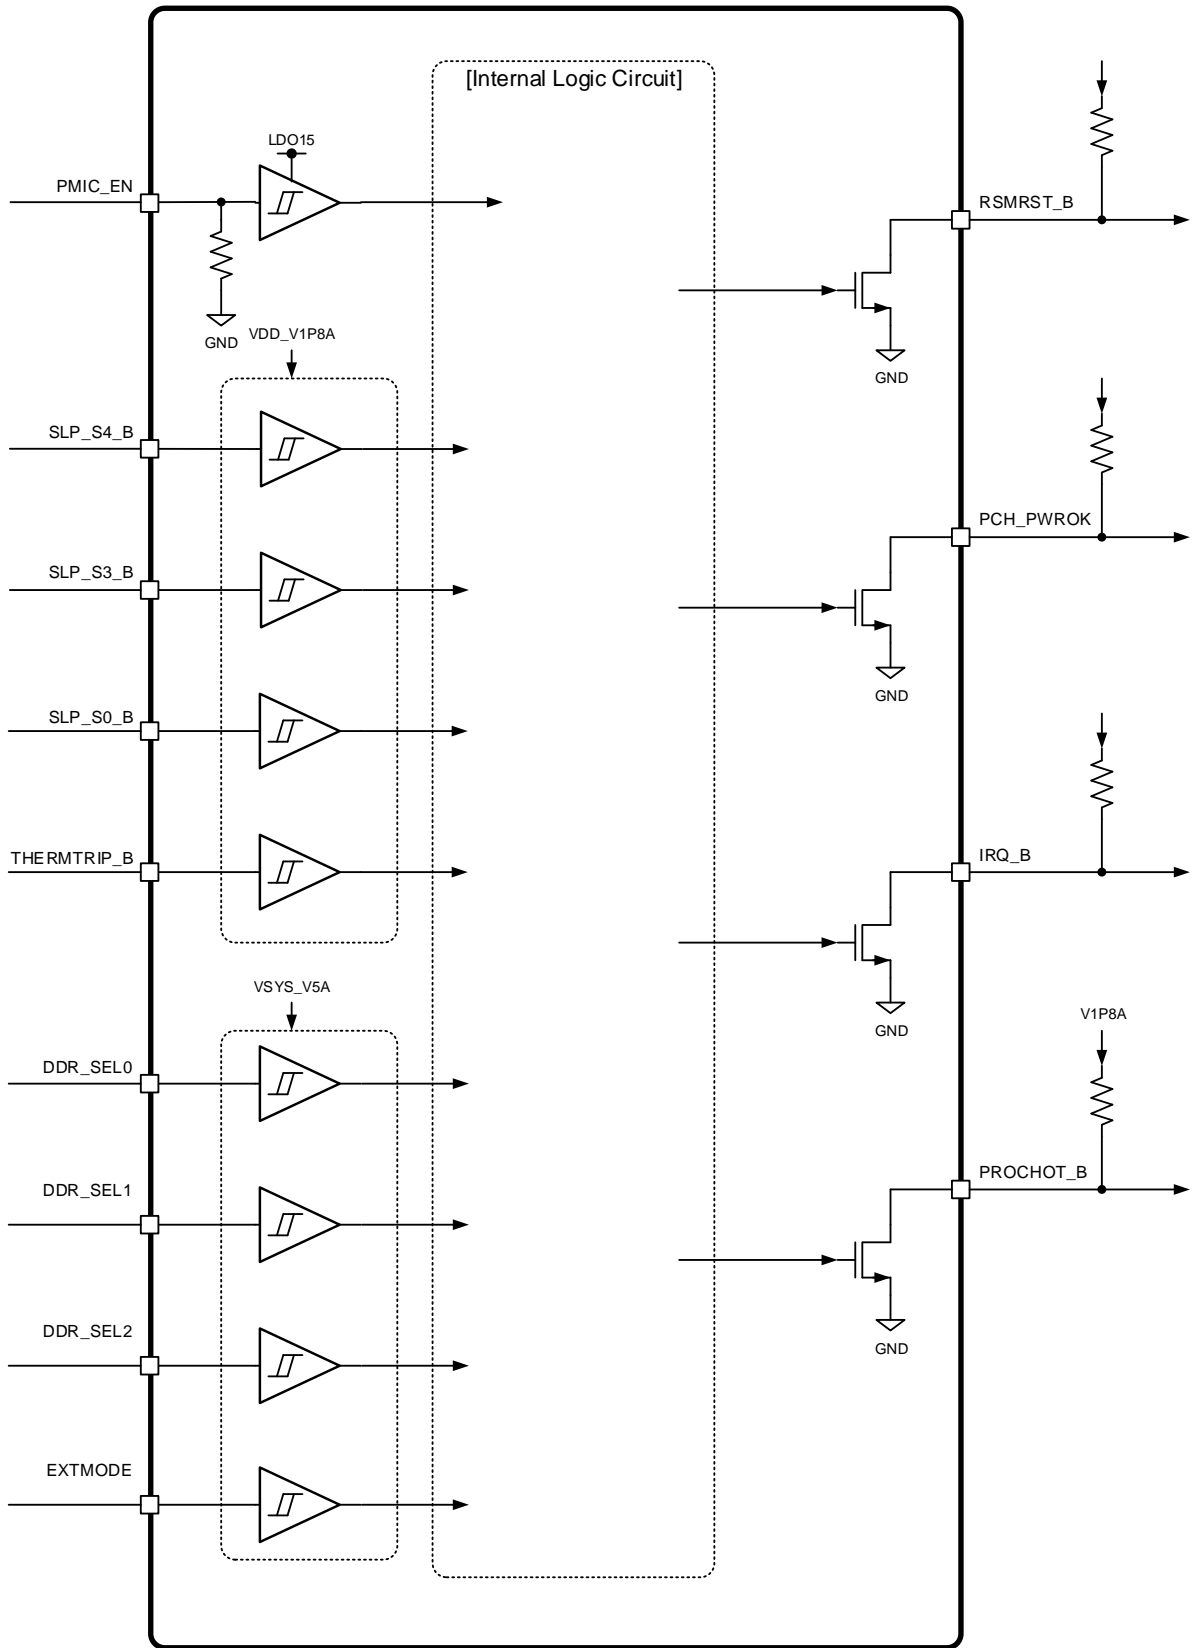 [Internal Logic Circuit]
LDO15
PMIC_EN
GND
VDD_V1P8A
SLP_S4_B
SLP_S3_B
SLP_S0_B
THERMTRIP_B
VSYS_V5A
DDR_SEL0
DDR_SEL1
DDR_SEL2
EXTMODE
RSMRST_B
GND
PCH_PWROK
GND
IRQ_B
GND
V1P8A
PROCHOT_B
GND